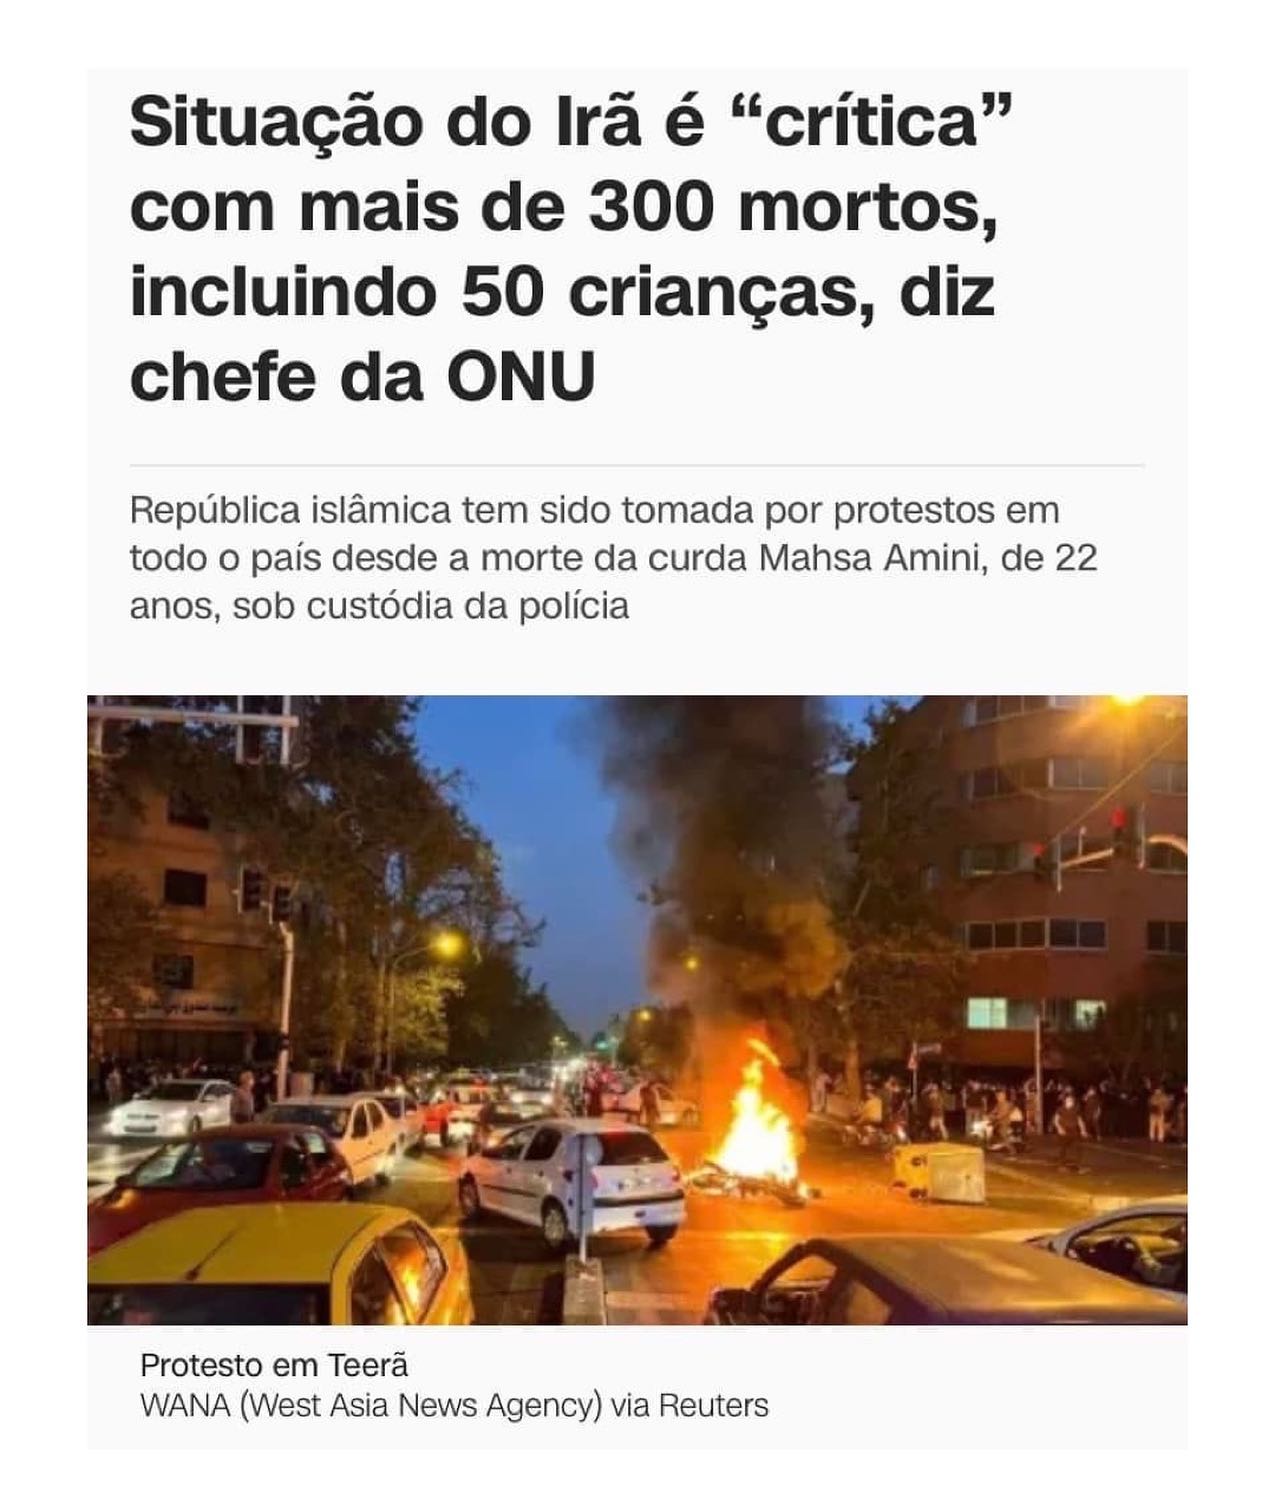 Situação do Irã é “crítica”
com mais de 300 mortos,
incluindo 50 crianças, diz
chefe da ONU
República islâmica tem sido tomada por protestos em
todo o país desde a morte da curda Mahsa Amini, de 22
anos, sob custódia da polícia
Protesto em Teerã
WANA (West Asia News Agency) via Reuters